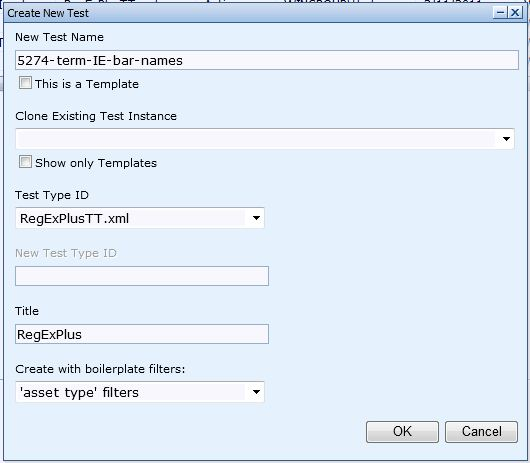 Create New Test
New Test Name
5274-term-IE-bar-names
This is a Template
Clone Existing Test Instance
Show only Templates
Test Type ID
RegExPlusTT.xml
New Test Type ID
Title
RegExPlus
Create with boilerplate filters:
'asset type' filters
OK Cancel